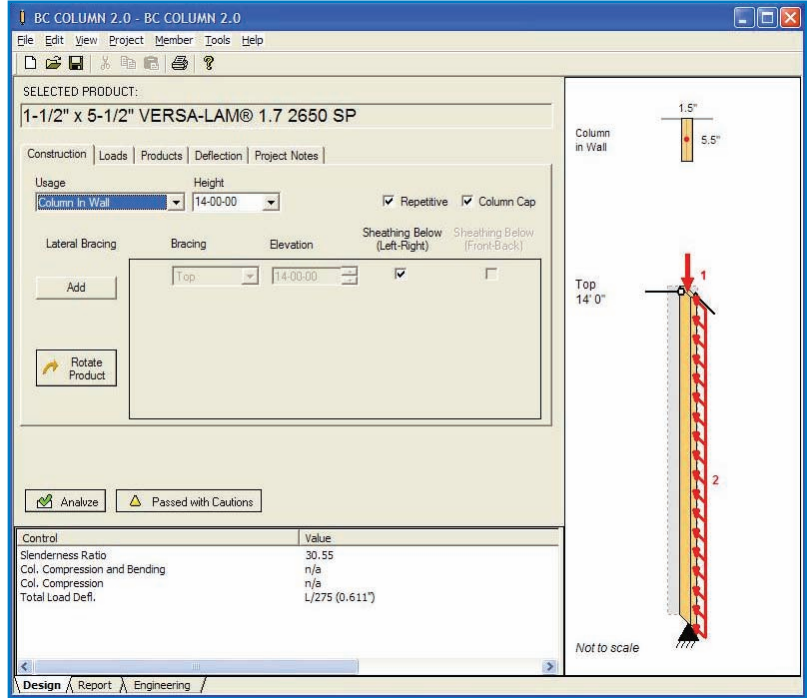 BC COLUMN 2.0 - BC COLUMN 2.0
File Edit View Project Member Tools Help
SELECTED PRODUCT:
1-1/2" x 5-1/2" VERSA-LAM® 1.7 2650 SP
Construction Loads Products Deflection Project Notes
Usage Height
Column In Wall 14-00-00 Repetitive Column Cap
Lateral Bracing Bracing Elevation Sheathing Below (Left-Right) Sheathing Below (Front-Back)
Add Top 14-00-00
Rotate Product
Analyze Passed with Cautions
Control Value
Slenderness Ratio 30.55
Col. Compression and Bending n/a
Col. Compression n/a
Total Load Defl. L/275 (0.611")
Design Report Engineering
1.5"
Column in Wall 5.5"
1
Top
14' 0"
2
Not to scale